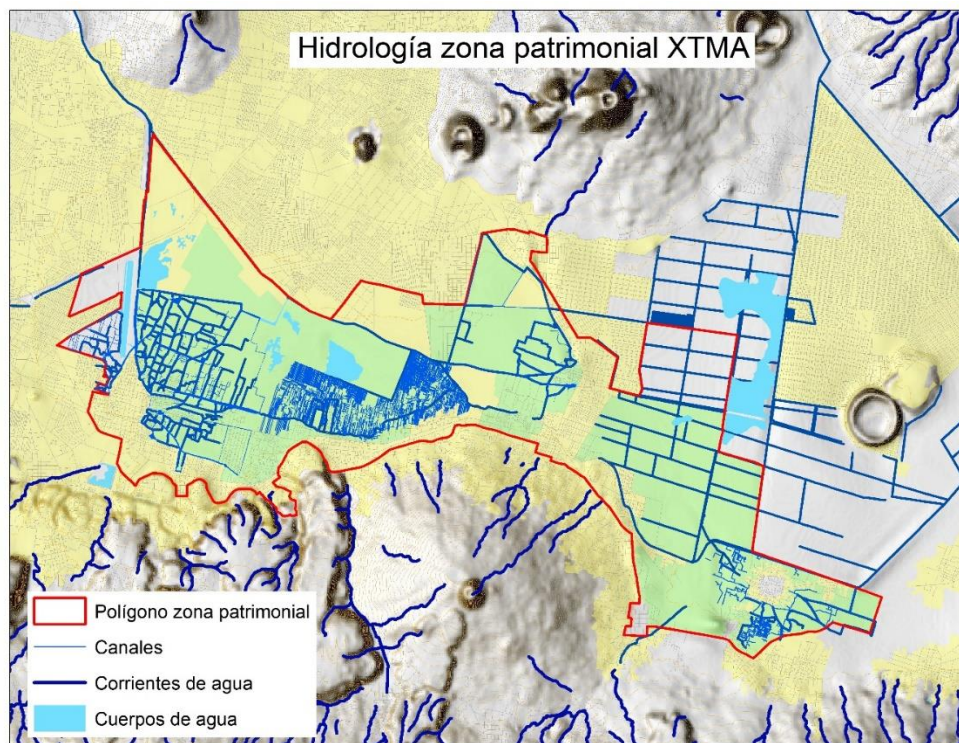 Hidrología zona patrimonial XTMA
Polígono zona patrimonial
Canales
Corrientes de agua
Cuerpos de agua